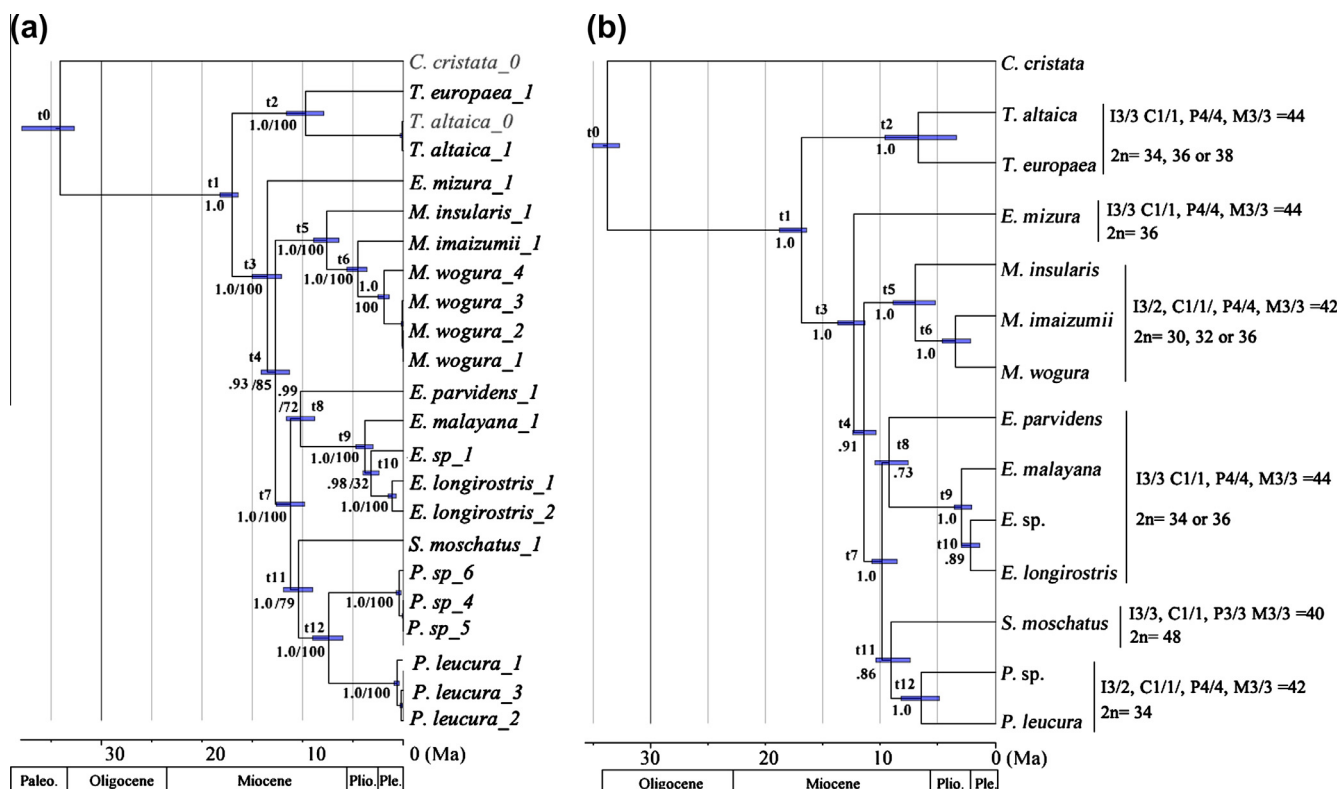 (a)
C. cristata_0
t0
T. europaea_1
t2
1.0/100
T. altaica_0
T. altaica_1
t1
1.0
E. mizura_1
M. insularis_1
t5
1.0/100
M. imaizumii_1
t6
1.0/100
M. wogura_4
1.0
100
M. wogura_3
M. wogura_2
M. wogura_1
t3
1.0/100
t4
.93 /85
.99
/72
E. parvidens_1
t8
E. malayana_1
t9
1.0/100
E. sp_1
t10
.98/32
E. longirostris_1
1.0/100
E. longirostris_2
t7
1.0/100
S. moschatus_1
t11
1.0/79
P. sp_6
1.0/100
P. sp_4
P. sp_5
t12
1.0/100
P. leucura_1
1.0/100
P. leucura_3
P. leucura_2
30 20 10 0 (Ma)
Paleo. Oligocene Miocene Plio. Ple.
(b)
C. cristata
t0
T. altaica
t2
1.0
T. europaea
I3/3 C1/1, P4/4, M3/3 =44
2n= 34, 36 or 38
t1
1.0
E. mizura
I3/3 C1/1, P4/4, M3/3 =44
2n= 36
M. insularis
t5
1.0
M. imaizumii
t6
1.0
M. wogura
I3/2, C1/1/, P4/4, M3/3 =42
2n= 30, 32 or 36
t3
1.0
t4
.91
E. parvidens
t8
.73
E. malayana
t9
1.0
E. sp.
t10
.89
E. longirostris
I3/3 C1/1, P4/4, M3/3 =44
2n= 34 or 36
t7
1.0
S. moschatus
I3/3, C1/1, P3/3 M3/3 =40
2n= 48
t11
.86
P. sp.
t12
1.0
P. leucura
I3/2, C1/1/, P4/4, M3/3 =42
2n= 34
30 20 10 0 (Ma)
Oligocene Miocene Plio. Ple.